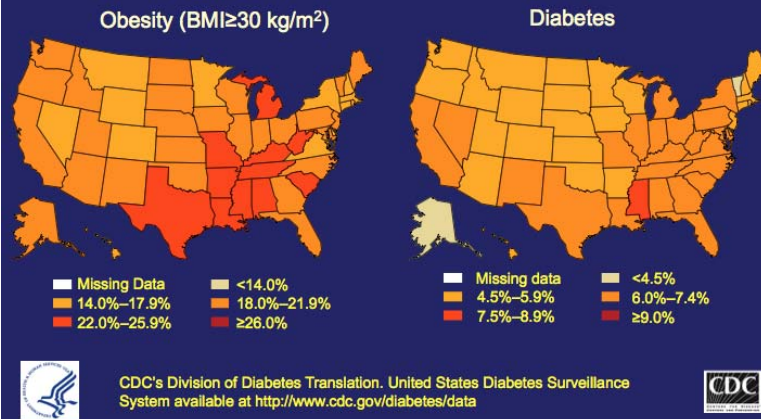 Obesity (BMI≥30 kg/m²)
Diabetes
Missing Data
<14.0%
14.0%–17.9%
18.0%–21.9%
22.0%–25.9%
≥26.0%
Missing data
<4.5%
4.5%–5.9%
6.0%–7.4%
7.5%–8.9%
≥9.0%
CDC's Division of Diabetes Translation. United States Diabetes Surveillance
System available at http://www.cdc.gov/diabetes/data
CDC